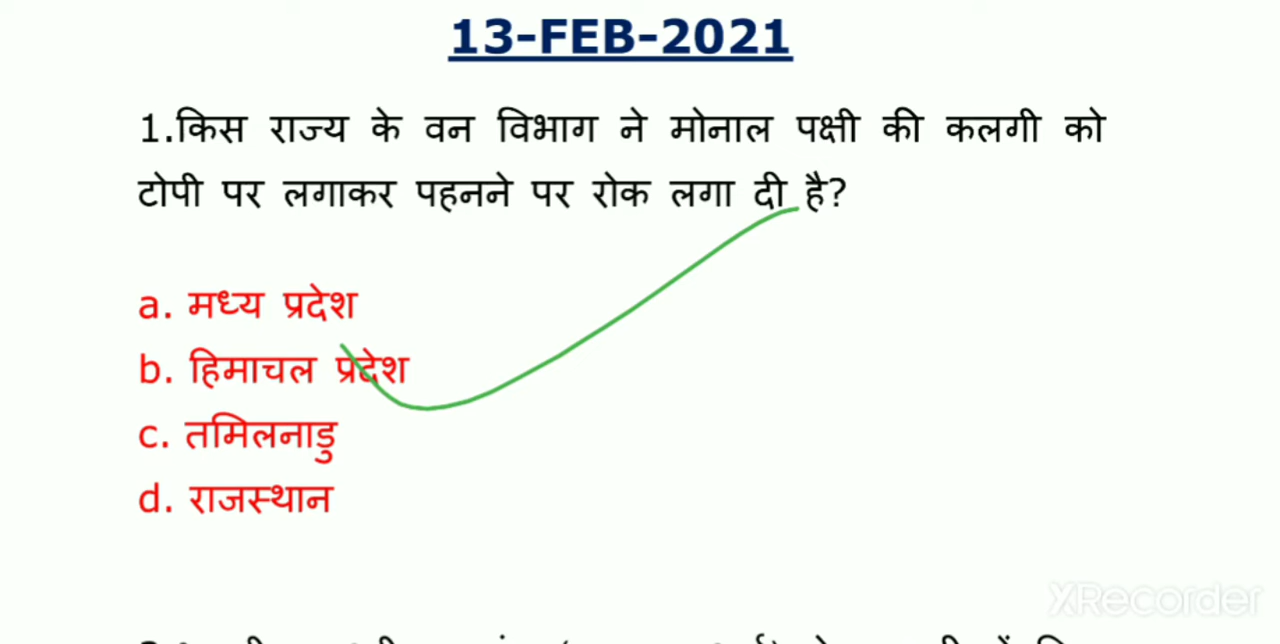 13-FEB-2021
1.किस राज्य के वन विभाग ने मोनाल पक्षी की कलगी को
टोपी पर लगाकर पहनने पर रोक लगा दी है?
a. मध्य प्रदेश
b. हिमाचल प्रदेश
c. तमिलनाडु
d. राजस्थान
XRecorder